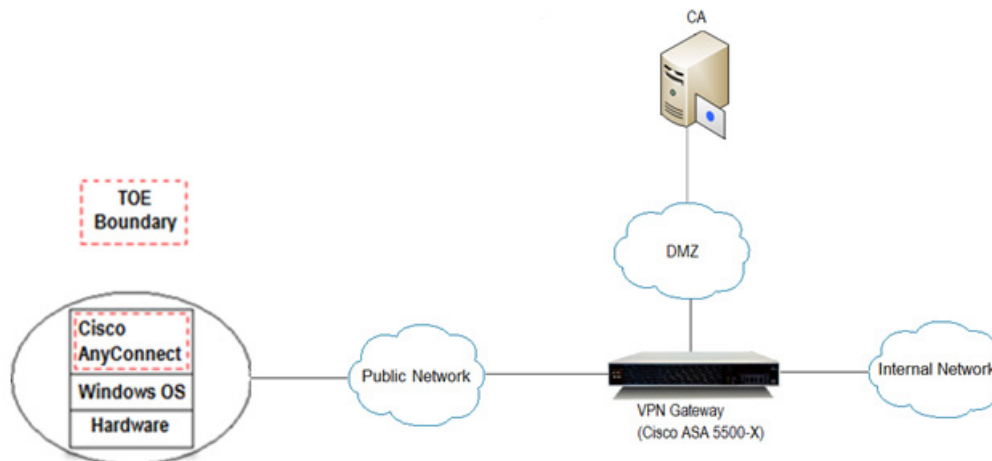 CA
TOE
Boundary
DMZ
Cisco
AnyConnect
Windows OS
Hardware
Public Network
VPN Gateway
(Cisco ASA 5500-X)
Internal Network